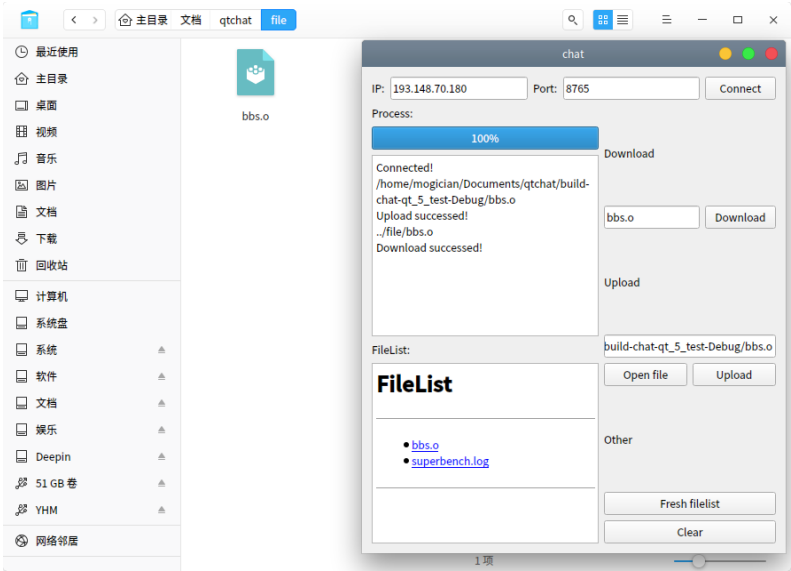 主目录 文档 qtchat file
最近使用
主目录
桌面
视频
音乐
图片
文档
下载
回收站
计算机
系统盘
系统
软件
文档
娱乐
Deepin
51 GB 卷
YHM
网络邻居
bbs.o
1 项
chat
IP: 193.148.70.180 Port: 8765 Connect
Process:
100%
Connected!
/home/mogician/Documents/qtchat/build-
chat-qt_5_test-Debug/bbs.o
Upload successed!
../file/bbs.o
Download successed!
Download
bbs.o Download
Upload
build-chat-qt_5_test-Debug/bbs.o
Open file Upload
FileList:
FileList
bbs.o
superbench.log
Other
Fresh filelist
Clear